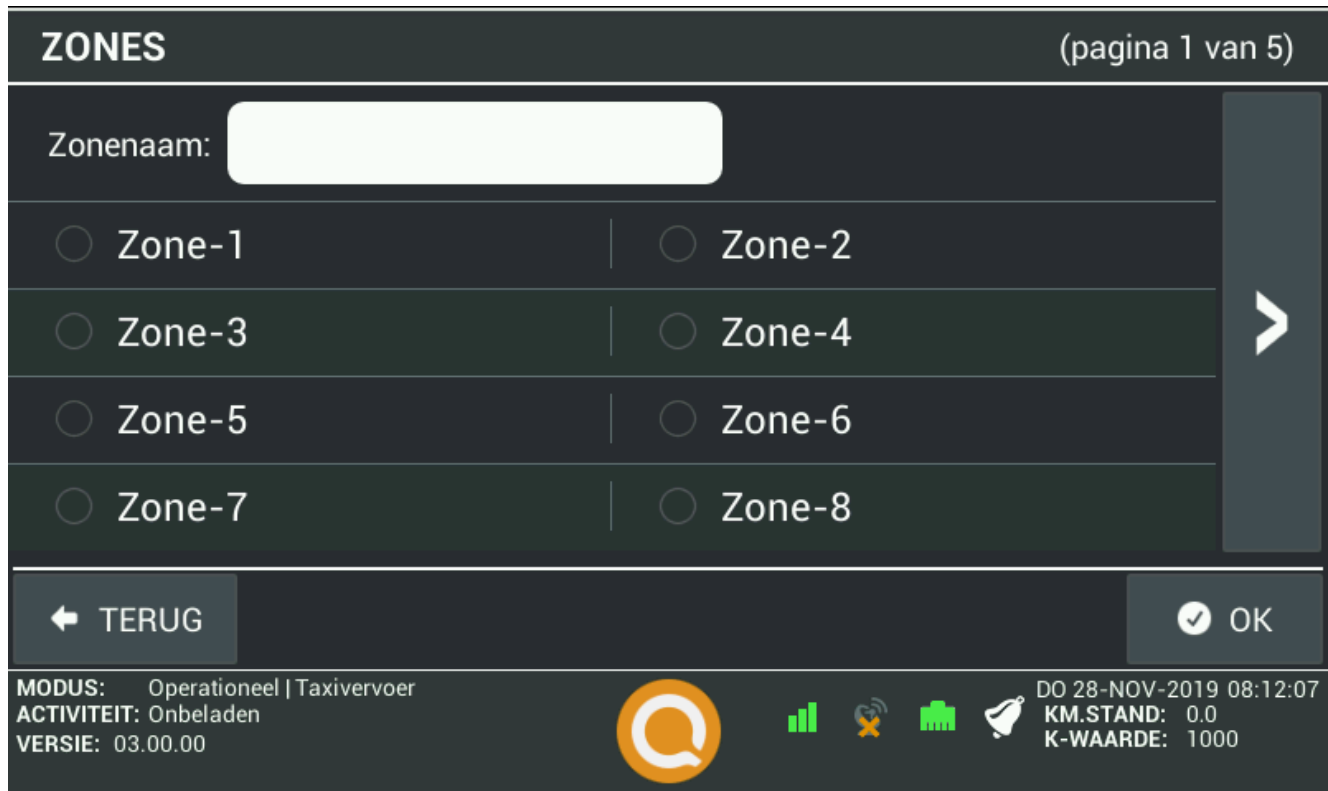 ZONES (pagina 1 van 5)
Zonenaam:
Zone-1 Zone-2
Zone-3 Zone-4
Zone-5 Zone-6
Zone-7 Zone-8
TERUG OK
MODUS: Operationeel | Taxivervoer
ACTIVITEIT: Onbeladen
VERSIE: 03.00.00
DO 28-NOV-2019 08:12:07
KM.STAND: 0.0
K-WAARDE: 1000